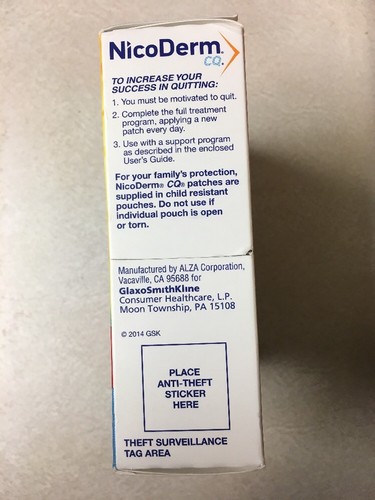 NicoDerm®
CQ®
TO INCREASE YOUR
SUCCESS IN QUITTING:
1. You must be motivated to quit.
2. Complete the full treatment
program, applying a new
patch every day.
3. Use with a support program
as described in the enclosed
User's Guide.
For your family's protection,
NicoDerm® CQ® patches are
supplied in child resistant
pouches. Do not use if
individual pouch is open
or torn.
Manufactured by ALZA Corporation,
Vacaville, CA 95688 for
GlaxoSmithKline
Consumer Healthcare, L.P.
Moon Township, PA 15108
© 2014 GSK
PLACE
ANTI-THEFT
STICKER
HERE
THEFT SURVEILLANCE
TAG AREA